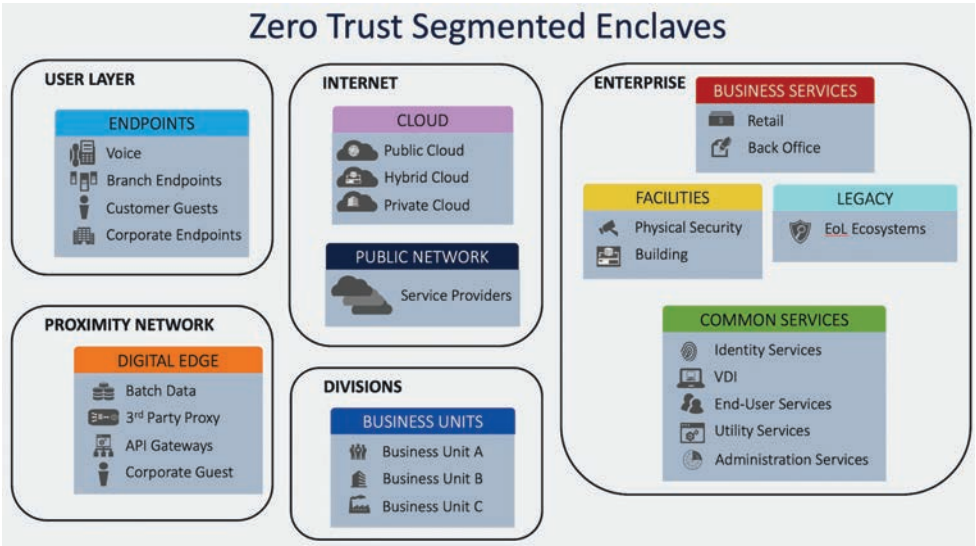 Zero Trust Segmented Enclaves
USER LAYER
ENDPOINTS
Voice
Branch Endpoints
Customer Guests
Corporate Endpoints
PROXIMITY NETWORK
DIGITAL EDGE
Batch Data
3rd Party Proxy
API Gateways
Corporate Guest
INTERNET
CLOUD
Public Cloud
Hybrid Cloud
Private Cloud
PUBLIC NETWORK
Service Providers
DIVISIONS
BUSINESS UNITS
Business Unit A
Business Unit B
Business Unit C
ENTERPRISE
BUSINESS SERVICES
Retail
Back Office
FACILITIES
Physical Security
Building
LEGACY
EoL Ecosystems
COMMON SERVICES
Identity Services
VDI
End-User Services
Utility Services
Administration Services